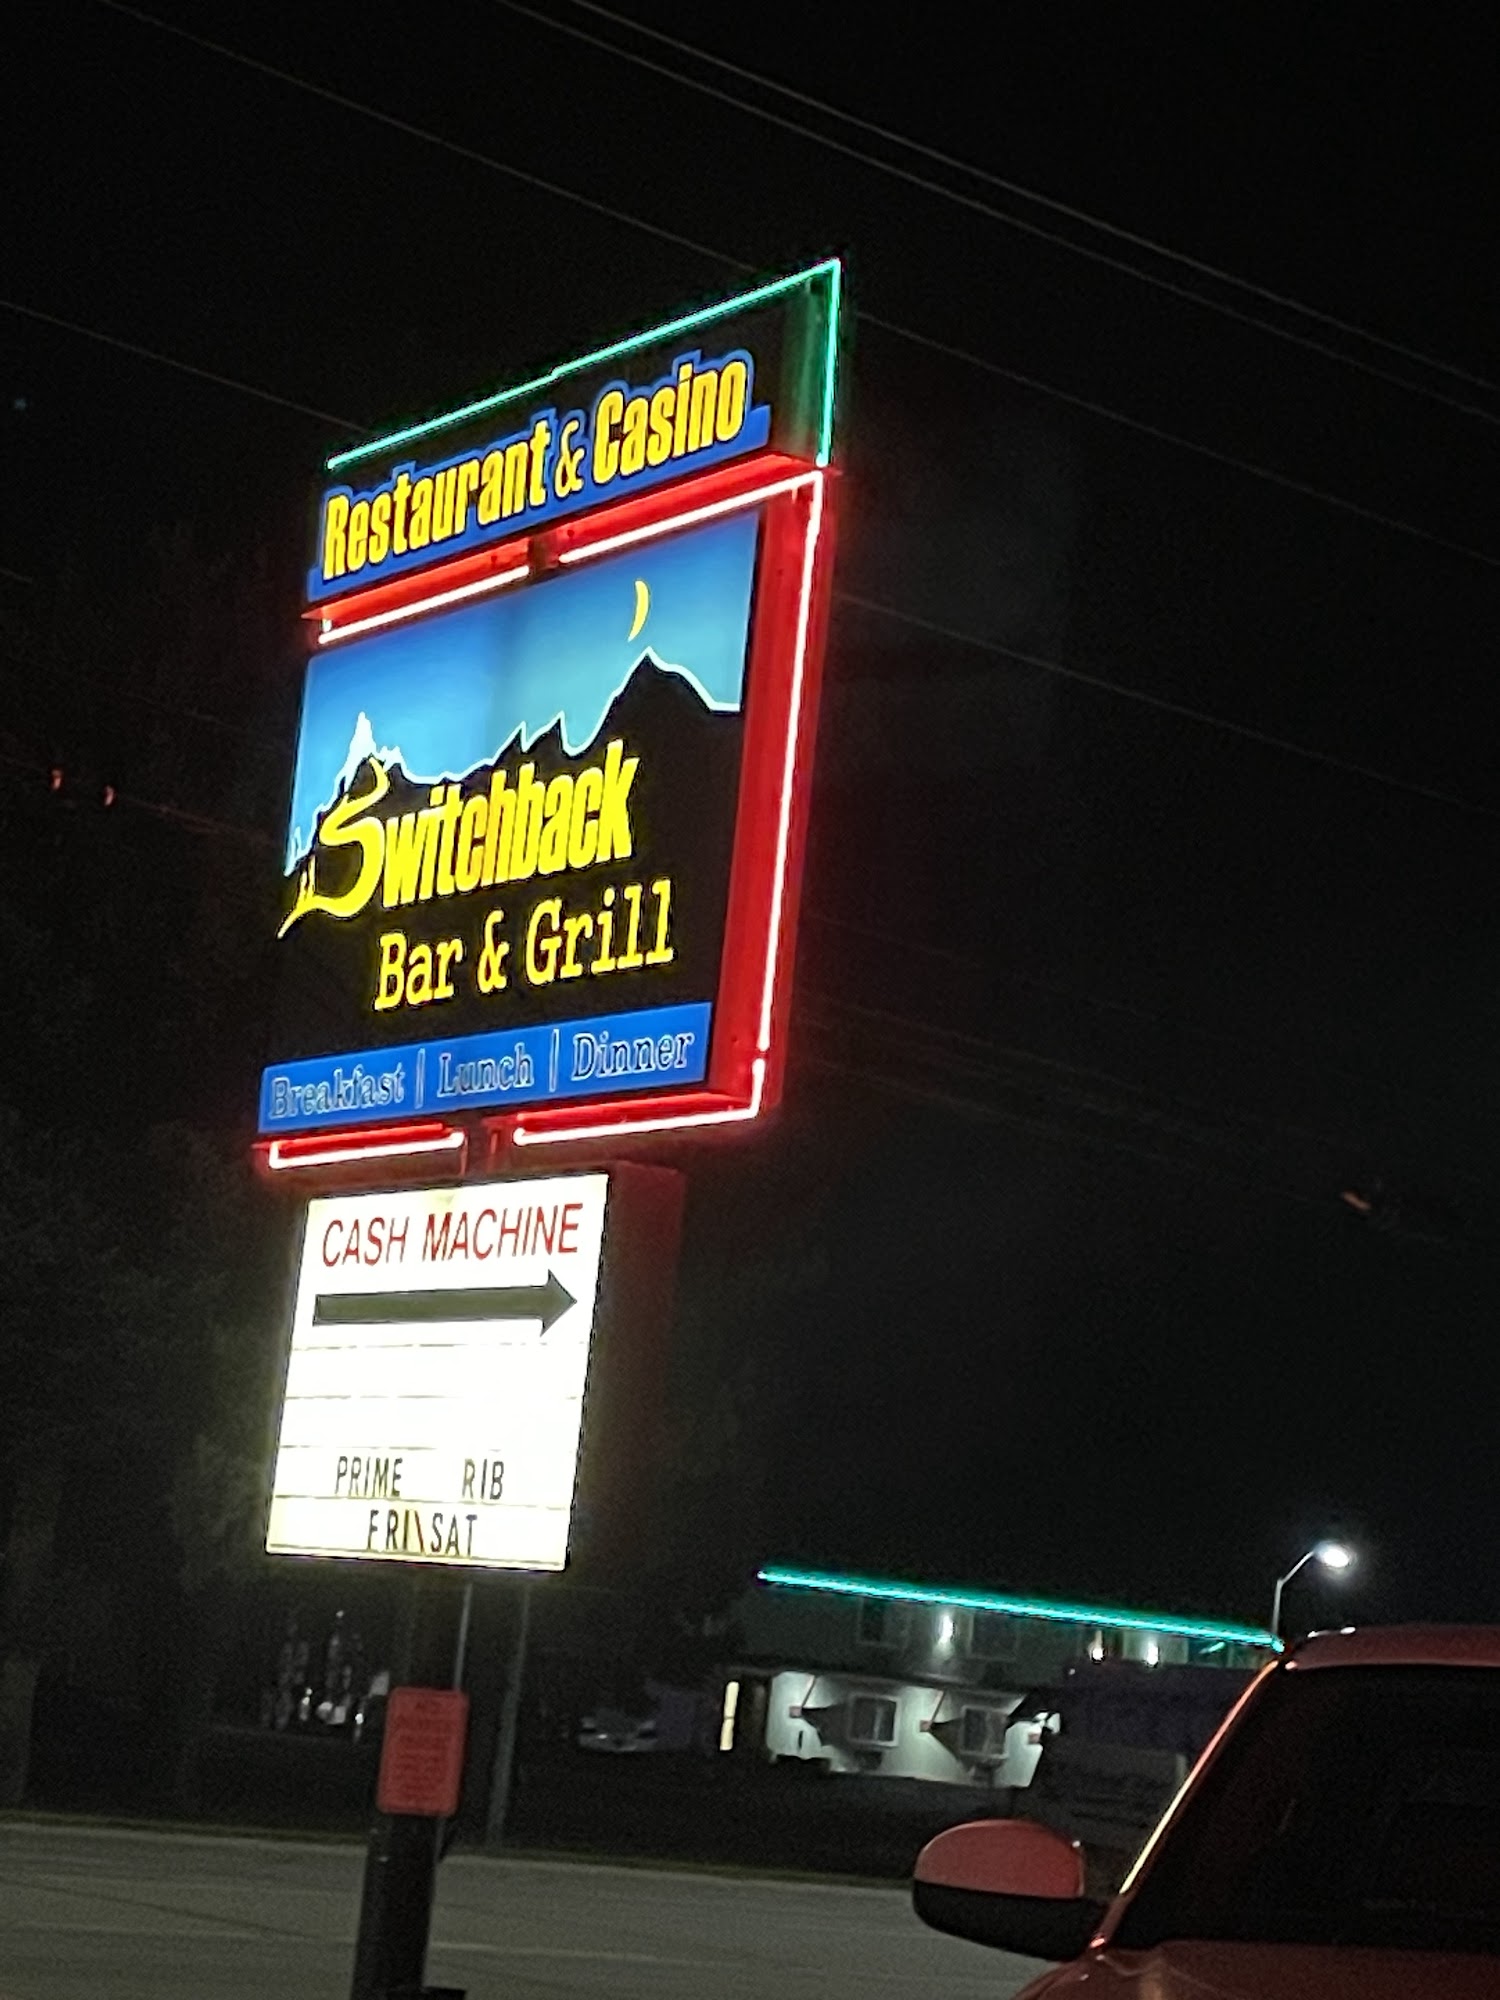 Restaurant & Casino
Switchback
Bar & Grill
Breakfast | Lunch | Dinner
CASH MACHINE
PRIME RIB
FRI\SAT